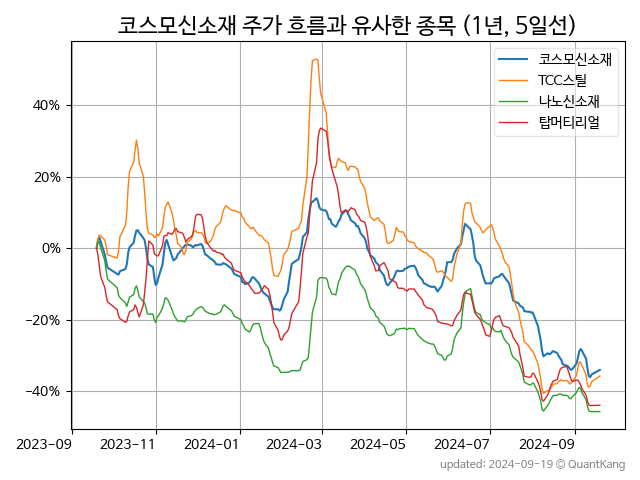 코스모신소재 주가 흐름과 유사한 종목 (1년, 5일선)
코스모신소재
TCC스틸
나노신소재
탑머티리얼
40%
20%
0%
−20%
−40%
2023-09 2023-11 2024-01 2024-03 2024-05 2024-07 2024-09
updated: 2024-09-19 © QuantKang